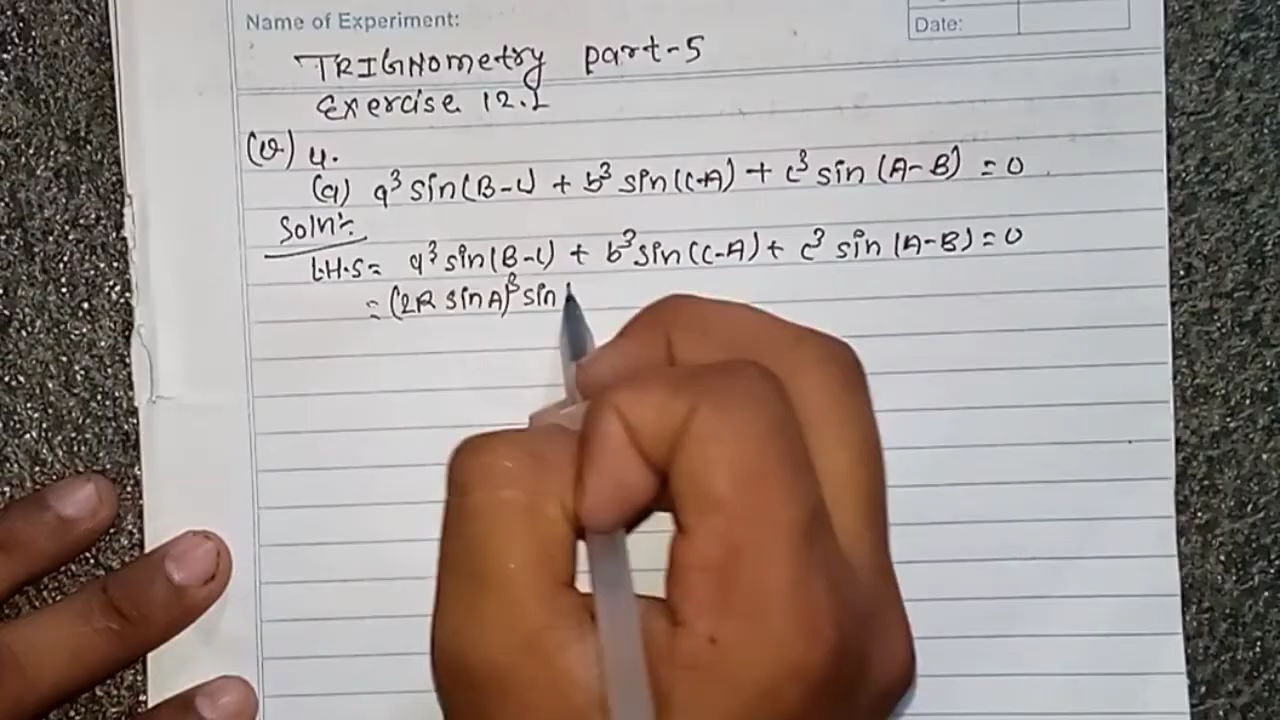 Name of Experiment:
Date:
TRIGNometry part-5
Exercise 12.1
(Q) 4.
(a) a³ sin(B-C) + b³ sin(C-A) + c³ sin (A-B) = 0
Soln:-
L.H.S = a³ sin(B-C) + b³ sin(C-A) + c³ sin (A-B) = 0
= (2R sinA)³ sin